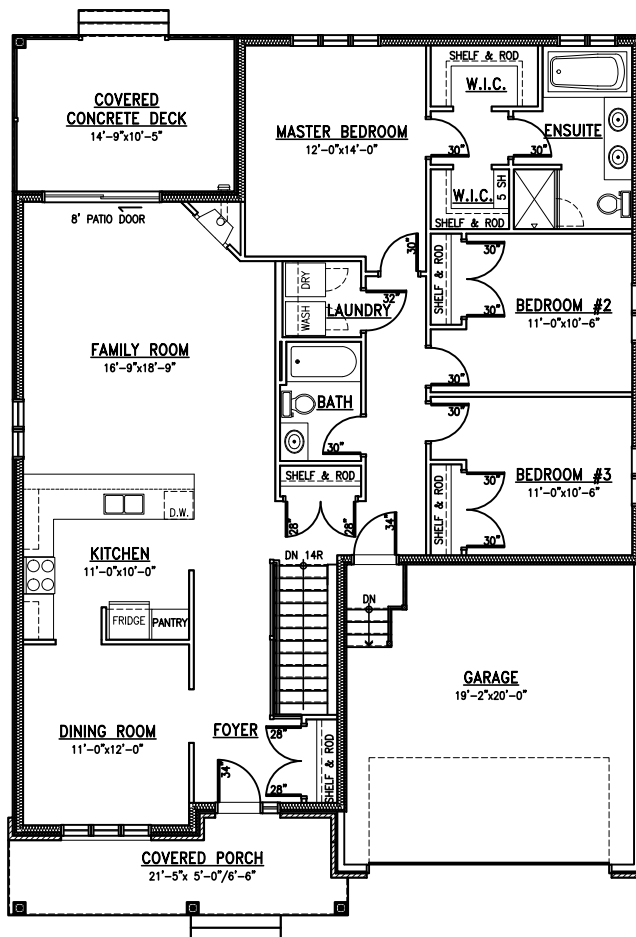 COVERED
CONCRETE DECK
14'-9"x10'-5"
MASTER BEDROOM
12'-0"x14'-0"
SHELF & ROD
W.I.C.
30"
30"
ENSUITE
W.I.C.
5 SH
SHELF & ROD
8' PATIO DOOR
30"
DRY
WASH
32"
LAUNDRY
SHELF & ROD
30"
30"
BEDROOM #2
11'-0"x10'-6"
FAMILY ROOM
16'-9"x18'-9"
30"
BATH
30"
30"
SHELF & ROD
28"
28"
SHELF & ROD
30"
30"
BEDROOM #3
11'-0"x10'-6"
D.W.
KITCHEN
11'-0"x10'-0"
34"
DN 14R
DN
FRIDGE
PANTRY
GARAGE
19'-2"x20'-0"
DINING ROOM
11'-0"x12'-0"
FOYER
28"
28"
SHELF & ROD
34"
COVERED PORCH
21'-5"x 5'-0"/6'-6"